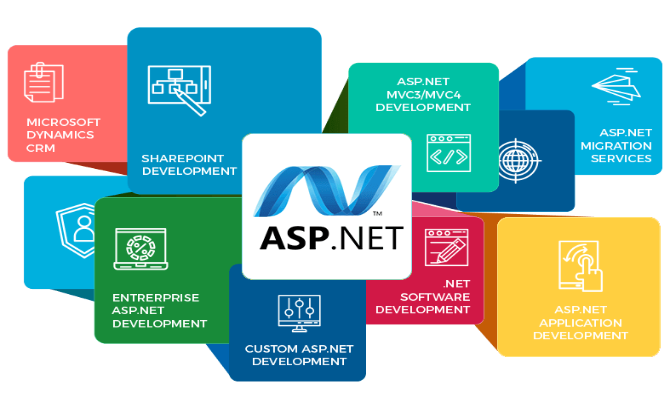 MICROSOFT
DYNAMICS
CRM
SHAREPOINT
DEVELOPMENT
ASP.NET
MVC3/MVC4
DEVELOPMENT
ASP.NET
MIGRATION
SERVICES
TM
ASP.NET
ENTRERPRISE
ASP.NET
DEVELOPMENT
CUSTOM ASP.NET
DEVELOPMENT
.NET
SOFTWARE
DEVELOPMENT
ASP.NET
APPLICATION
DEVELOPMENT